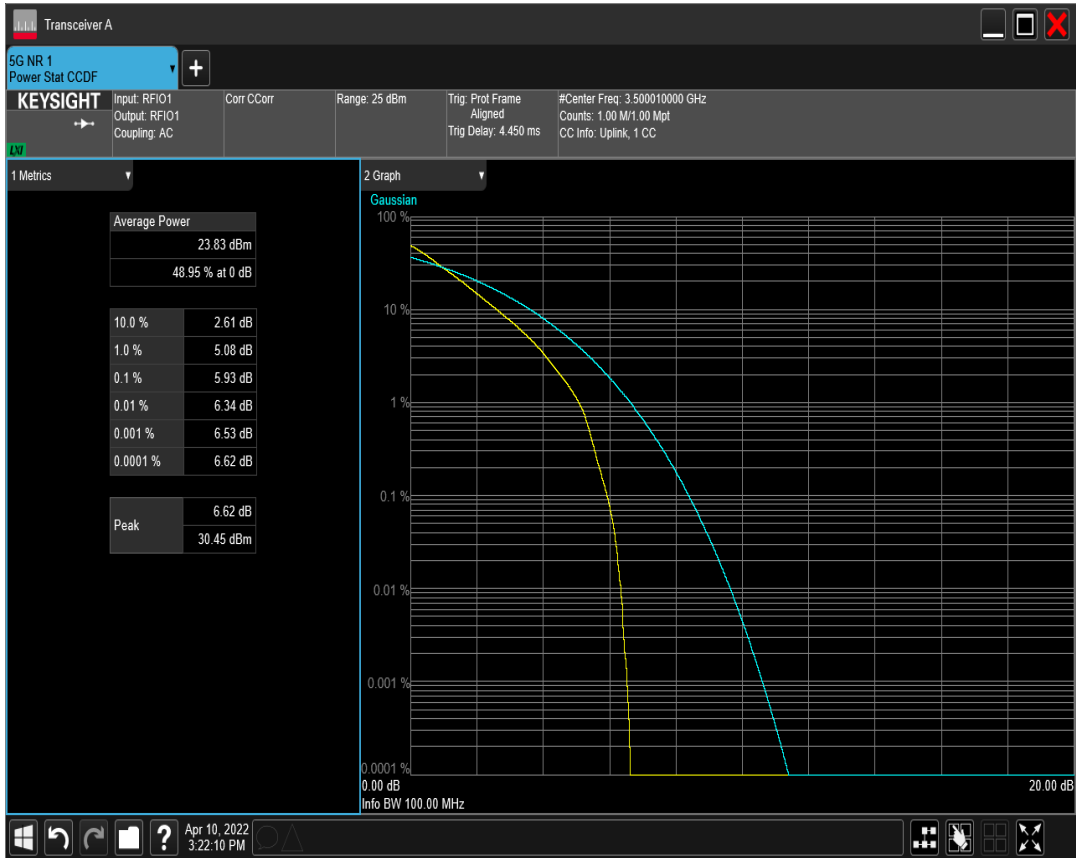 Transceiver A
5G NR 1
Power Stat CCDF
KEYSIGHT
LXI
Input: RFIO1
Output: RFIO1
Coupling: AC
Corr CCorr
Range: 25 dBm
Trig: Prot Frame
Aligned
Trig Delay: 4.450 ms
#Center Freq: 3.500010000 GHz
Counts: 1.00 M/1.00 Mpt
CC Info: Uplink, 1 CC
1 Metrics
Average Power
23.83 dBm
48.95 % at 0 dB
10.0 % 2.61 dB
1.0 % 5.08 dB
0.1 % 5.93 dB
0.01 % 6.34 dB
0.001 % 6.53 dB
0.0001 % 6.62 dB
Peak 6.62 dB
30.45 dBm
2 Graph
Gaussian
100 %
10 %
1 %
0.1 %
0.01 %
0.001 %
0.0001 %
0.00 dB 20.00 dB
Info BW 100.00 MHz
? Apr 10, 2022
3:22:10 PM